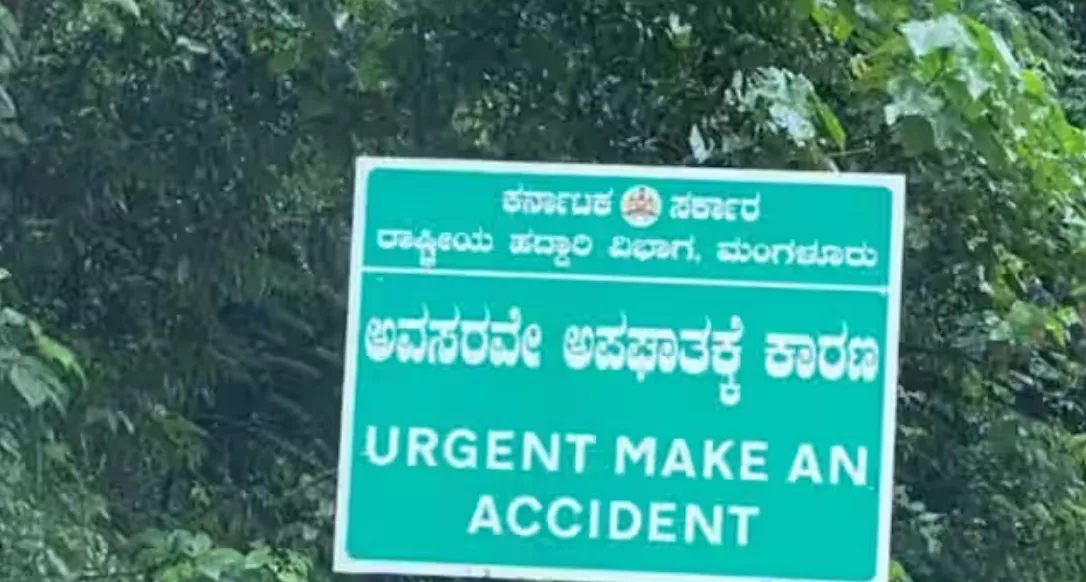 ಕರ್ನಾಟಕ ಸರ್ಕಾರ
ರಾಷ್ಟ್ರೀಯ ಹೆದ್ದಾರಿ ವಿಭಾಗ, ಮಂಗಳೂರು
ಅವಸರವೇ ಅಪಘಾತಕ್ಕೆ ಕಾರಣ
URGENT MAKE AN
ACCIDENT